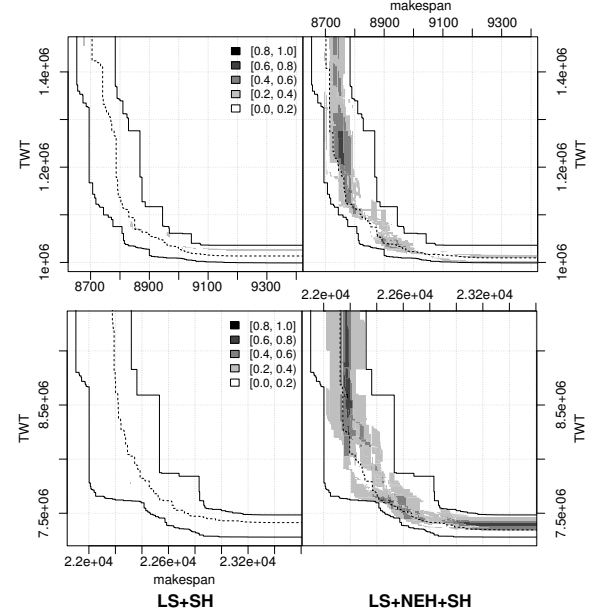 makespan
8700 8900 9100 9300
[0.8, 1.0]
[0.6, 0.8)
[0.4, 0.6)
[0.2, 0.4)
[0.0, 0.2)
TWT
1e+06 1.2e+06 1.4e+06
TWT
1e+06 1.2e+06 1.4e+06
8700 8900 9100 9300
2.2e+04 2.26e+04 2.32e+04
[0.8, 1.0]
[0.6, 0.8)
[0.4, 0.6)
[0.2, 0.4)
[0.0, 0.2)
TWT
7.5e+06 8.5e+06
TWT
7.5e+06 8.5e+06
2.2e+04 2.26e+04 2.32e+04
makespan
LS+SH LS+NEH+SH